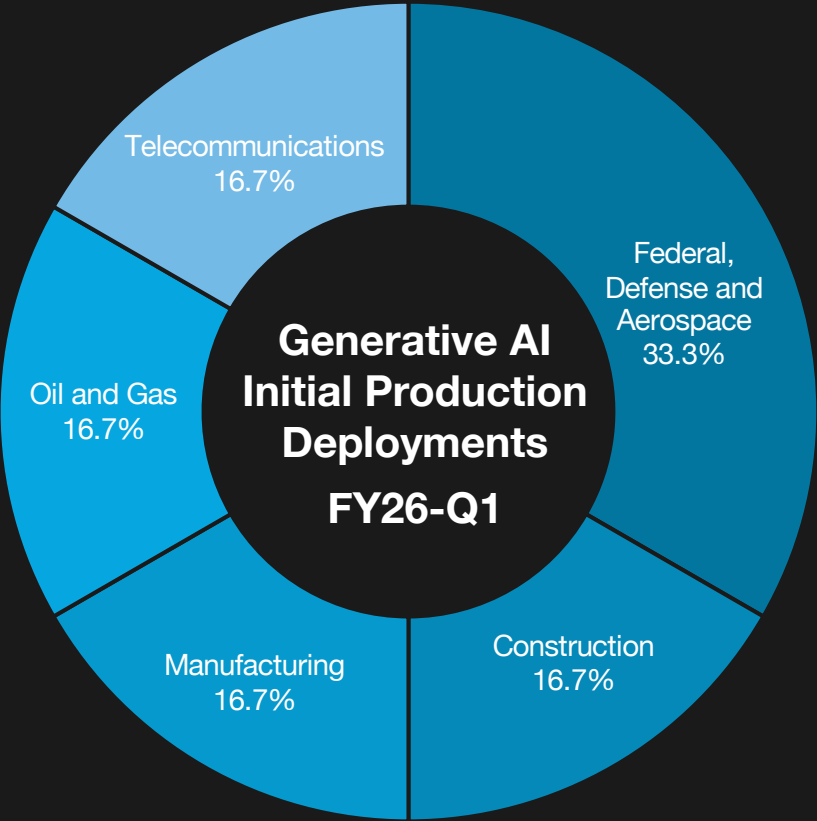 Telecommunications
16.7%
Federal,
Defense and
Aerospace
33.3%
Generative AI
Initial Production
Deployments
FY26-Q1
Oil and Gas
16.7%
Construction
16.7%
Manufacturing
16.7%